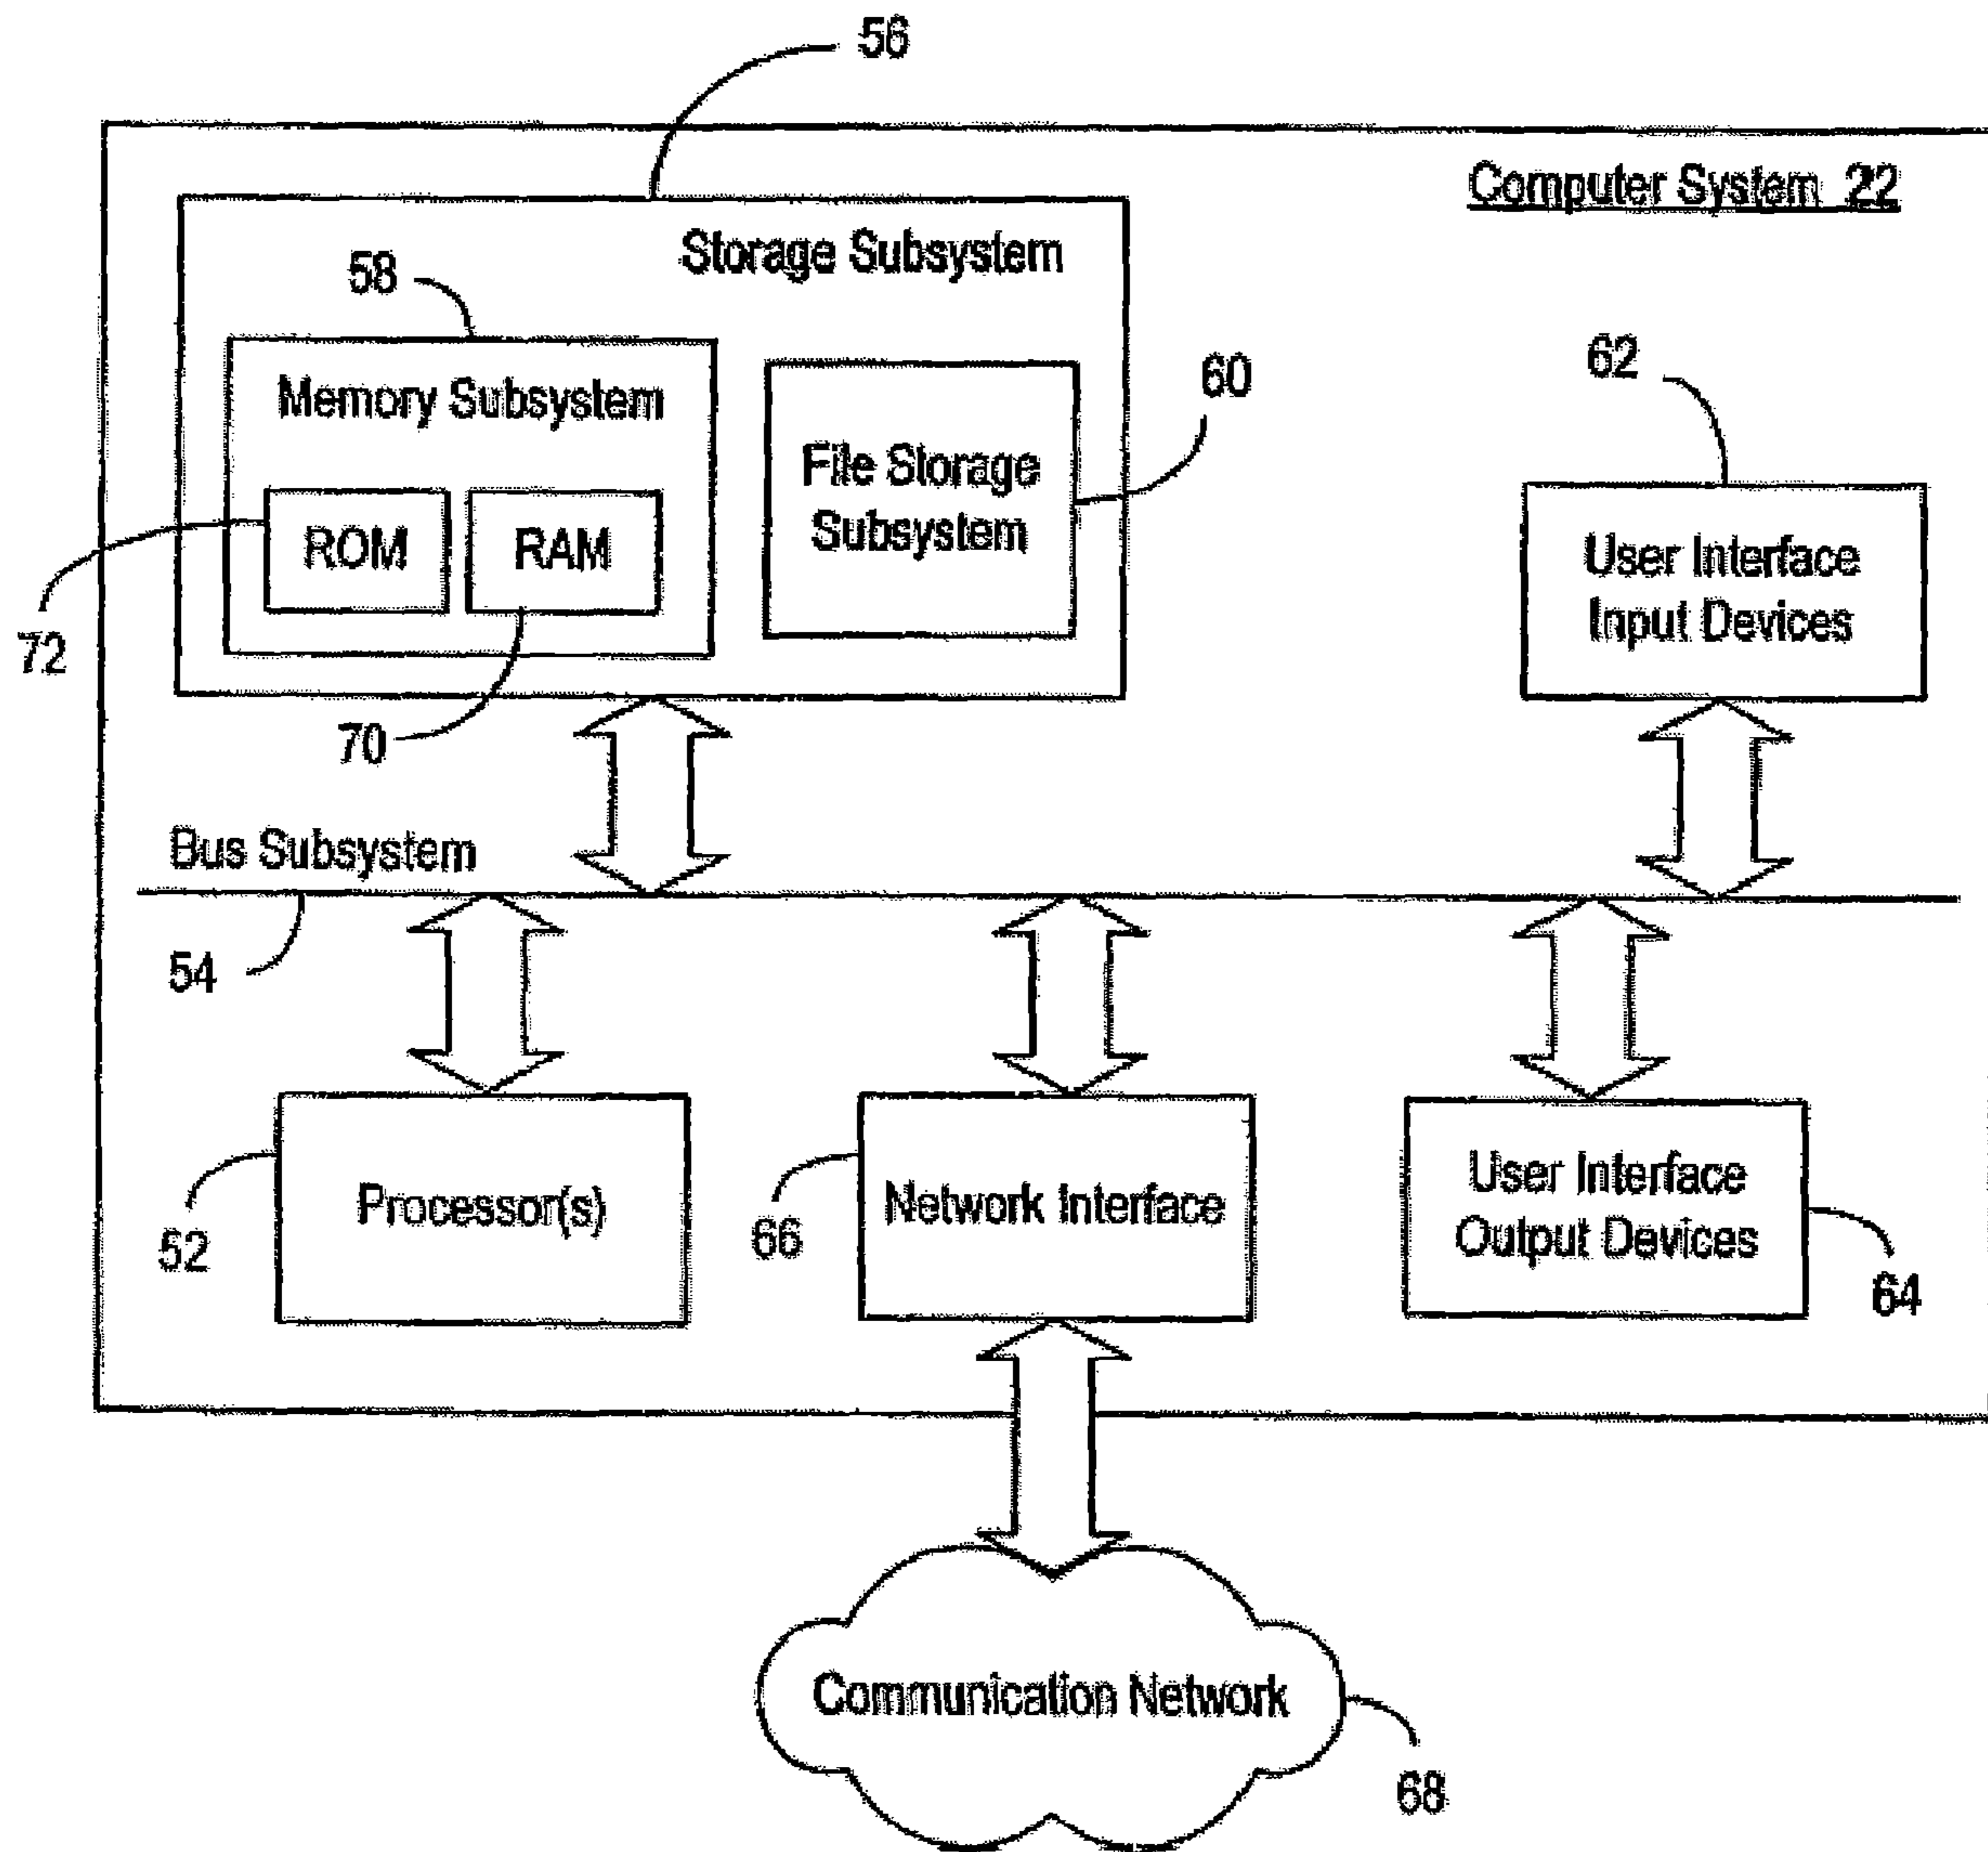 56
Computer System 22
Storage Subsystem
58
Memory Subsystem
60
62
File Storage
Subsystem
ROM
RAM
User Interface
Input Devices
72
70
Bus Subsystem
54
Processor(s)
52
Network Interface
66
User Interface
Output Devices
64
Communication Network
68